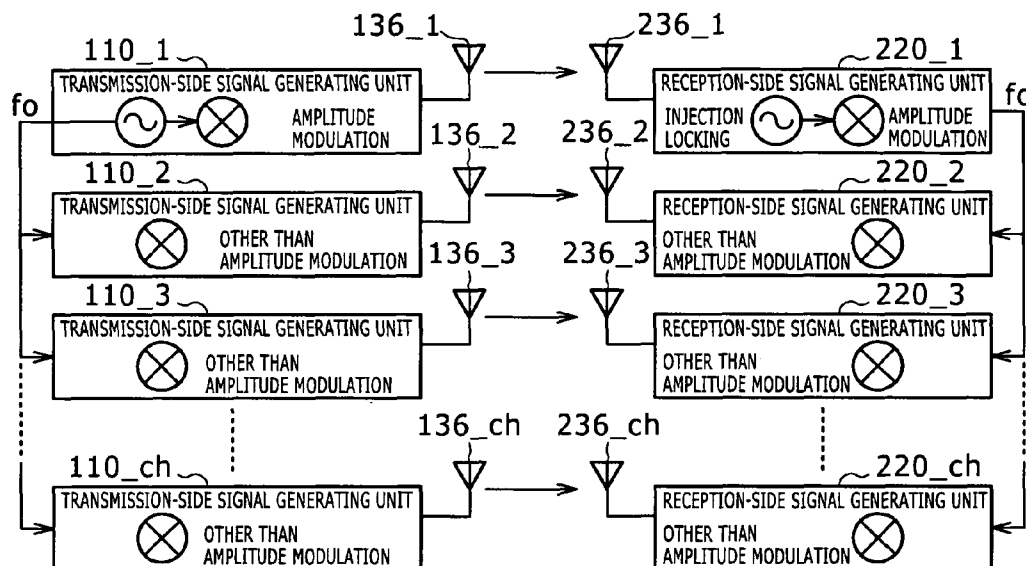 136_1
236_1
110_1
220_1
TRANSMISSION-SIDE SIGNAL GENERATING UNIT
RECEPTION-SIDE SIGNAL GENERATING UNIT
fo
fo
AMPLITUDE
MODULATION
INJECTION
LOCKING
AMPLITUDE
MODULATION
136_2
236_2
110_2
220_2
TRANSMISSION-SIDE SIGNAL GENERATING UNIT
RECEPTION-SIDE SIGNAL GENERATING UNIT
OTHER THAN
AMPLITUDE MODULATION
OTHER THAN
AMPLITUDE MODULATION
136_3
236_3
110_3
220_3
TRANSMISSION-SIDE SIGNAL GENERATING UNIT
RECEPTION-SIDE SIGNAL GENERATING UNIT
OTHER THAN
AMPLITUDE MODULATION
OTHER THAN
AMPLITUDE MODULATION
136_ch
236_ch
110_ch
220_ch
TRANSMISSION-SIDE SIGNAL GENERATING UNIT
RECEPTION-SIDE SIGNAL GENERATING UNIT
OTHER THAN
AMPLITUDE MODULATION
OTHER THAN
AMPLITUDE MODULATION